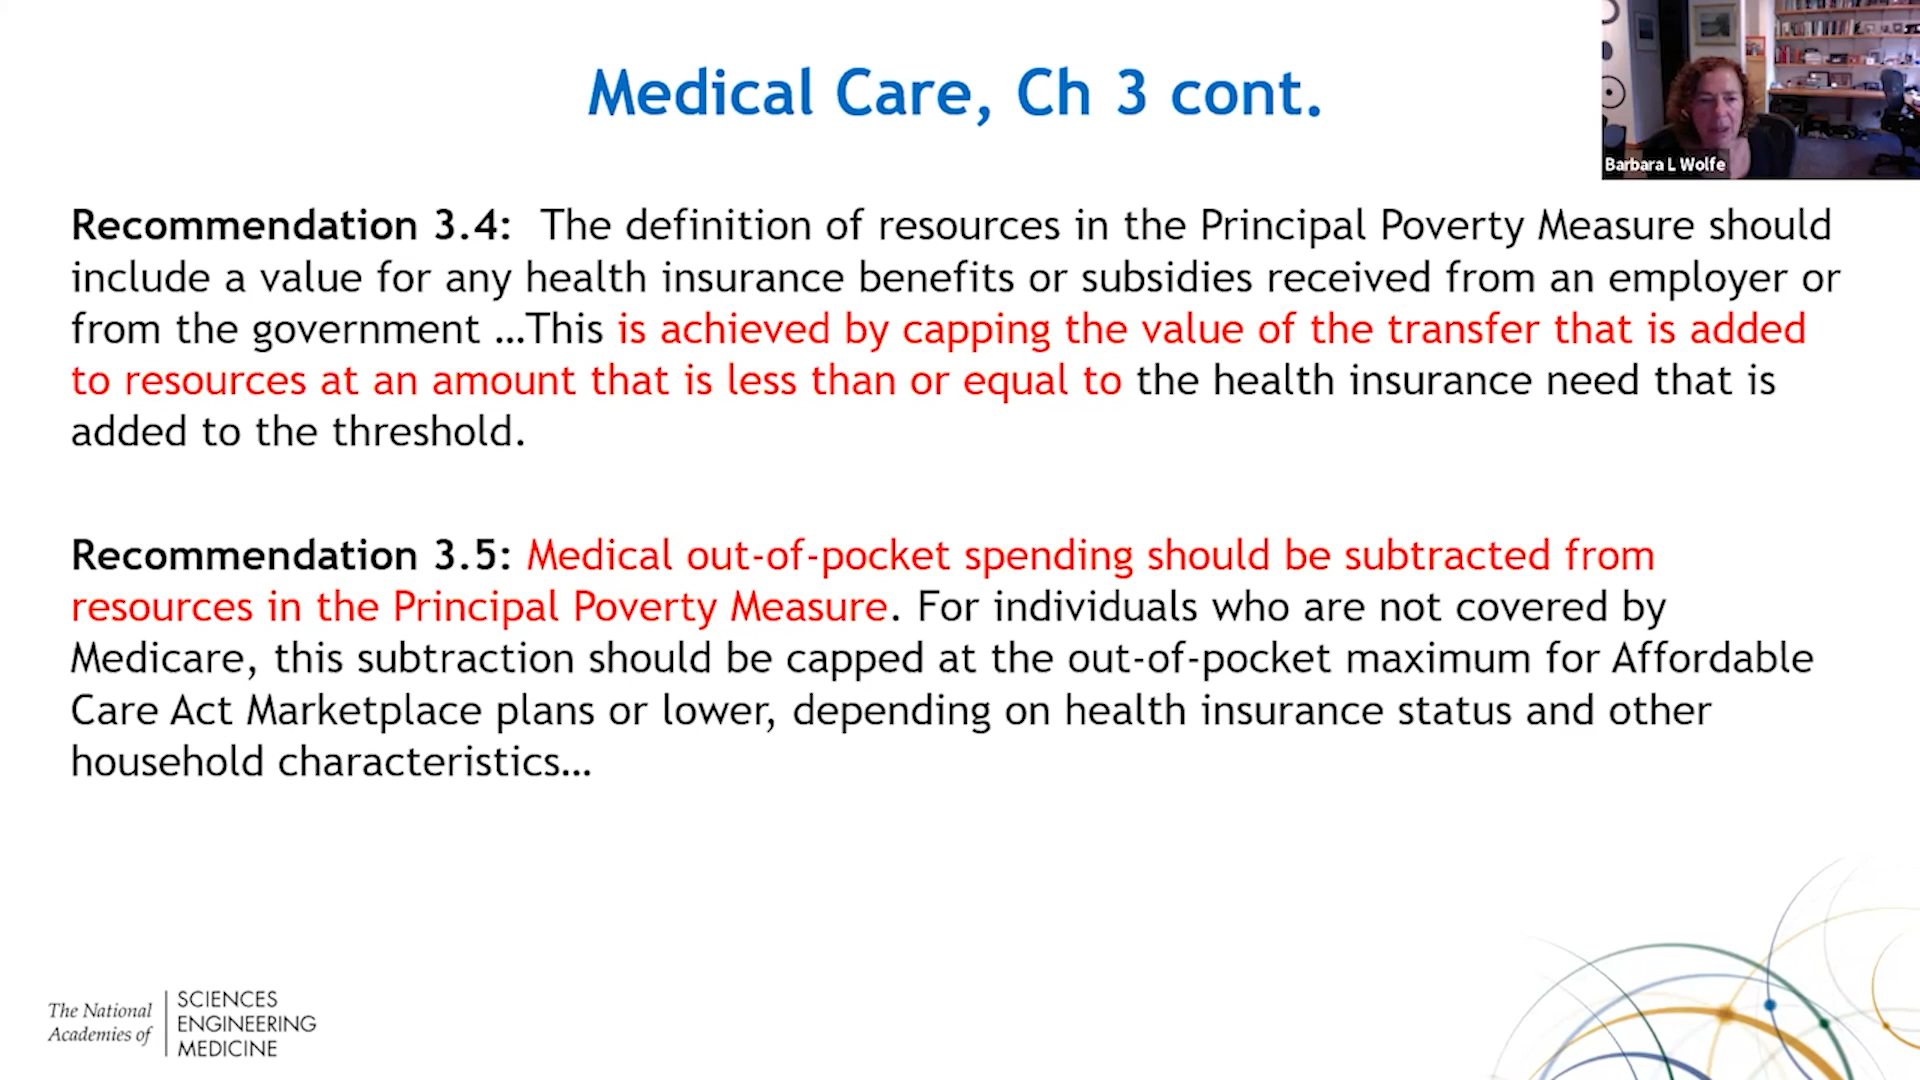 Medical Care, Ch 3 cont.
Barbara L Wolfe
Recommendation 3.4: The definition of resources in the Principal Poverty Measure should
include a value for any health insurance benefits or subsidies received from an employer or
from the government …This is achieved by capping the value of the transfer that is added
to resources at an amount that is less than or equal to the health insurance need that is
added to the threshold.
Recommendation 3.5: Medical out-of-pocket spending should be subtracted from
resources in the Principal Poverty Measure. For individuals who are not covered by
Medicare, this subtraction should be capped at the out-of-pocket maximum for Affordable
Care Act Marketplace plans or lower, depending on health insurance status and other
household characteristics…
The National
Academies of
SCIENCES
ENGINEERING
MEDICINE